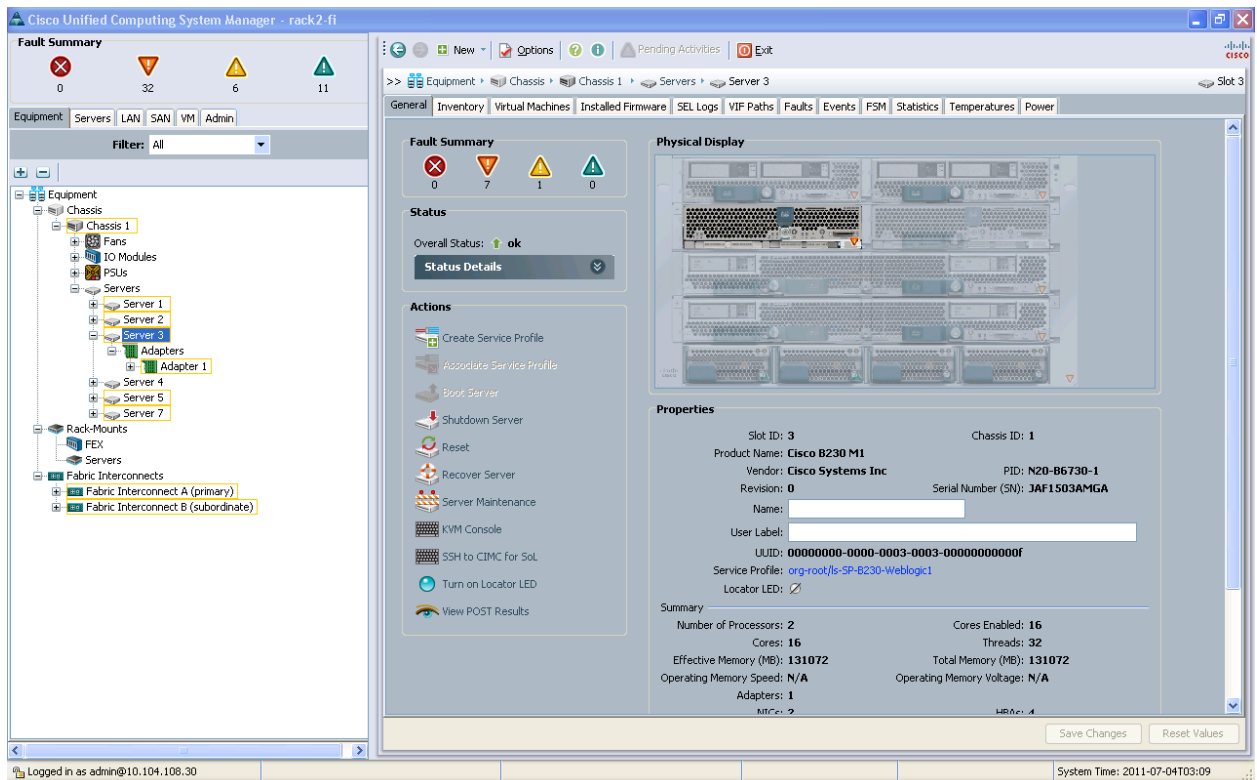 Cisco Unified Computing System Manager - rack2-fi
Fault Summary
0 32 6 11
Equipment Servers LAN SAN VM Admin
Filter: All
Equipment
Chassis
Chassis 1
Fans
IO Modules
PSUs
Servers
Server 1
Server 2
Server 3
Adapters
Adapter 1
Server 4
Server 5
Server 7
Rack-Mounts
FEX
Servers
Fabric Interconnects
Fabric Interconnect A (primary)
Fabric Interconnect B (subordinate)
New Options Pending Activities Exit
CISCO
>> Equipment Chassis Chassis 1 Servers Server 3 Slot 3
General Inventory Virtual Machines Installed Firmware SEL Logs VIF Paths Faults Events FSM Statistics Temperatures Power
Fault Summary
0 7 1 0
Status
Overall Status: ok
Status Details
Actions
Create Service Profile
Associate Service Profile
Boot Server
Shutdown Server
Reset
Recover Server
Server Maintenance
KVM Console
SSH to CIMC for SoL
Turn on Locator LED
View POST Results
Physical Display
Properties
Slot ID: 3 Chassis ID: 1
Product Name: Cisco B230 M1
Vendor: Cisco Systems Inc PID: N20-B6730-1
Revision: 0 Serial Number (SN): JAF1503AMGA
Name:
User Label:
UUID: 00000000-0000-0003-0003-00000000000f
Service Profile: org-root/ls-SP-B230-Weblogic1
Locator LED:
Summary
Number of Processors: 2 Cores Enabled: 16
Cores: 16 Threads: 32
Effective Memory (MB): 131072 Total Memory (MB): 131072
Operating Memory Speed: N/A Operating Memory Voltage: N/A
Adapters: 1
NICs: 2 HBAs: 4
Save Changes Reset Values
Logged in as admin@10.104.108.30 System Time: 2011-07-04T03:09